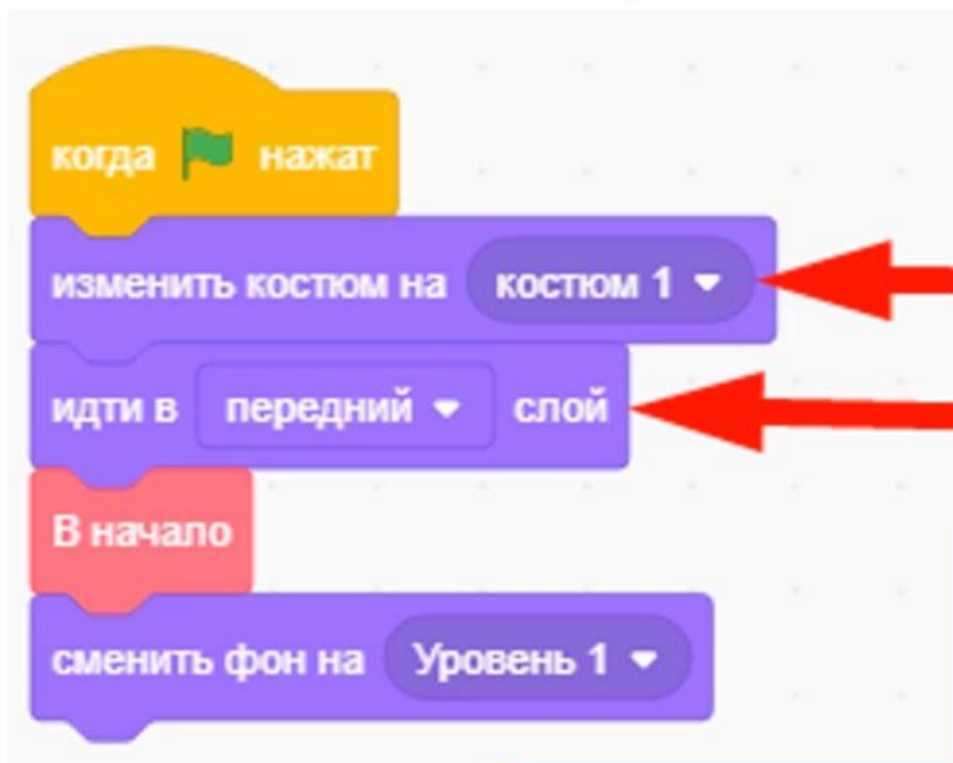 когда нажат
изменить костюм на костюм 1
идти в передний слой
В начало
сменить фон на Уровень 1